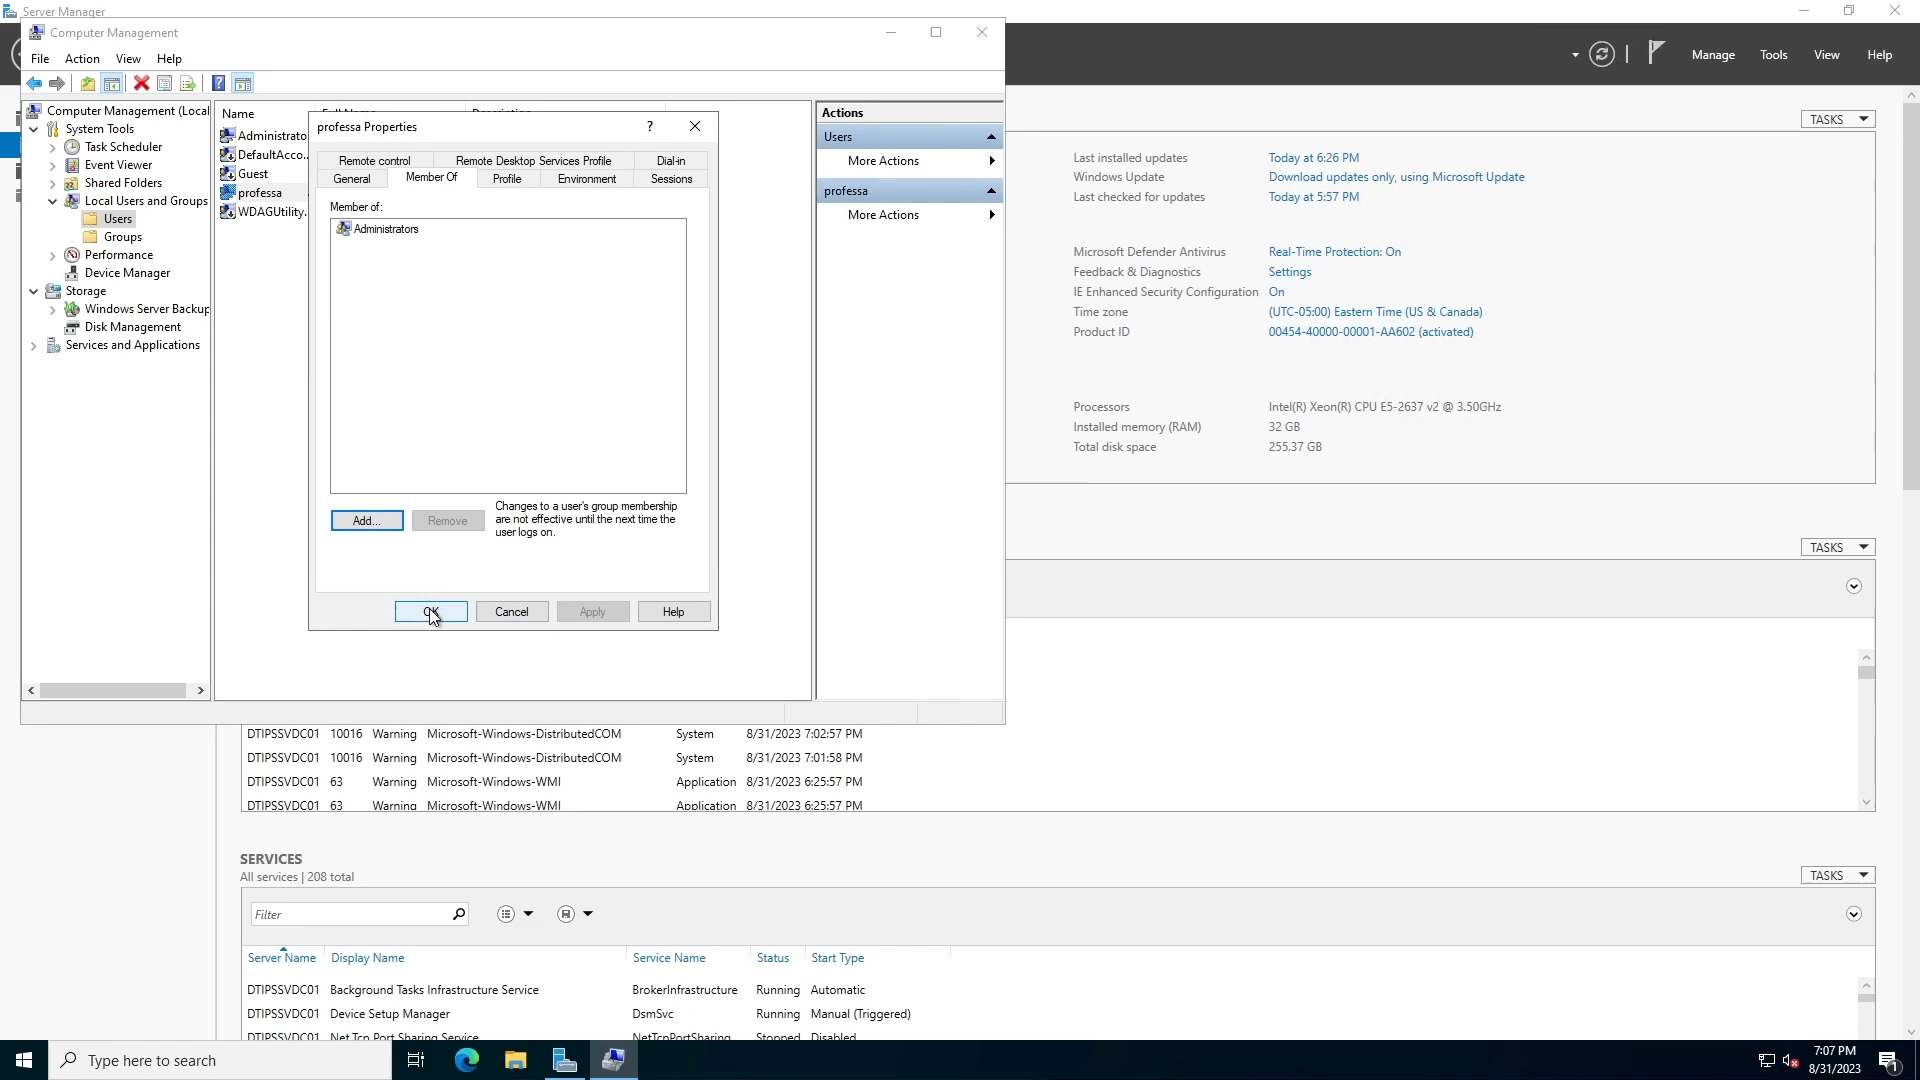 Server Manager
Computer Management
File Action View Help
Manage Tools View Help
Computer Management (Local
System Tools
Task Scheduler
Event Viewer
Shared Folders
Local Users and Groups
Users
Groups
Performance
Device Manager
Storage
Windows Server Backup
Disk Management
Services and Applications
Name
Administrato
DefaultAcco...
Guest
professa
WDAGUtility.
professa Properties
?
Remote control Remote Desktop Services Profile Dial-in
General Member Of Profile Environment Sessions
Member of:
Administrators
Add... Remove
Changes to a user's group membership
are not effective until the next time the
user logs on.
OK Cancel Apply Help
Actions
Users
More Actions
professa
More Actions
TASKS
Last installed updates Today at 6:26 PM
Windows Update Download updates only, using Microsoft Update
Last checked for updates Today at 5:57 PM
Microsoft Defender Antivirus Real-Time Protection: On
Feedback & Diagnostics Settings
IE Enhanced Security Configuration On
Time zone (UTC-05:00) Eastern Time (US & Canada)
Product ID 00454-40000-00001-AA602 (activated)
Processors Intel(R) Xeon(R) CPU E5-2637 v2 @ 3.50GHz
Installed memory (RAM) 32 GB
Total disk space 255.37 GB
TASKS
DTIPSSVDC01 10016 Warning Microsoft-Windows-DistributedCOM System 8/31/2023 7:02:57 PM
DTIPSSVDC01 10016 Warning Microsoft-Windows-DistributedCOM System 8/31/2023 7:01:58 PM
DTIPSSVDC01 63 Warning Microsoft-Windows-WMI Application 8/31/2023 6:25:57 PM
DTIPSSVDC01 63 Warning Microsoft-Windows-WMI Application 8/31/2023 6:25:57 PM
SERVICES
All services | 208 total
TASKS
Filter
Server Name Display Name Service Name Status Start Type
DTIPSSVDC01 Background Tasks Infrastructure Service BrokerInfrastructure Running Automatic
DTIPSSVDC01 Device Setup Manager DsmSvc Running Manual (Triggered)
DTIPSSVDC01 Net.Tcp Port Sharing Service NetTcpPortSharing Stopped Disabled
Type here to search
7:07 PM
8/31/2023
1